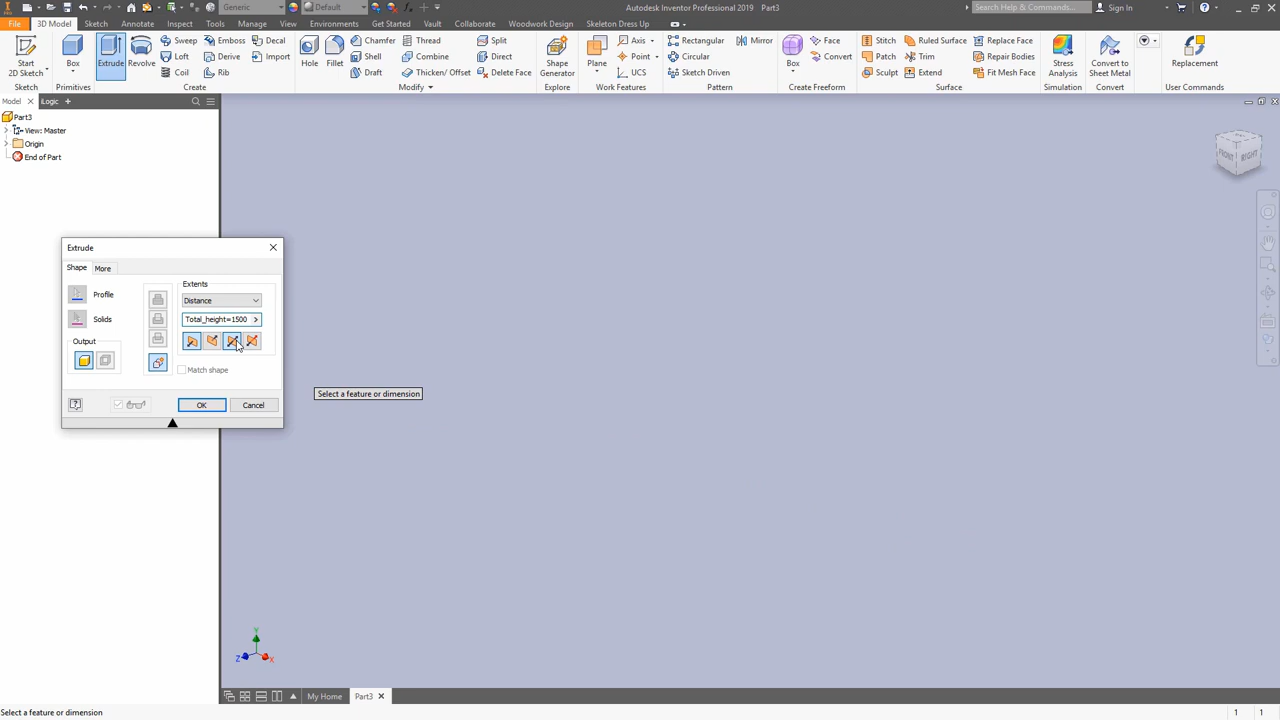 Generic
Default
Autodesk Inventor Professional 2019 Part3
Search Help & Commands...
Sign In
File
3D Model
Sketch
Annotate
Inspect
Tools
Manage
View
Environments
Get Started
Vault
Collaborate
Woodwork Design
Skeleton Dress Up
Start
2D Sketch
Box
Extrude
Revolve
Sweep
Emboss
Decal
Loft
Derive
Import
Coil
Rib
Hole
Fillet
Chamfer
Thread
Split
Shell
Combine
Direct
Draft
Thicken/ Offset
Delete Face
Shape
Generator
Plane
Axis
Point
UCS
Rectangular
Mirror
Circular
Sketch Driven
Box
Face
Convert
Stitch
Ruled Surface
Replace Face
Patch
Trim
Repair Bodies
Sculpt
Extend
Fit Mesh Face
Stress
Analysis
Convert to
Sheet Metal
Replacement
Sketch
Primitives
Create
Modify
Explore
Work Features
Pattern
Create Freeform
Surface
Simulation
Convert
User Commands
Model
iLogic
Part3
View: Master
Origin
End of Part
FRONT
RIGHT
Extrude
Shape
More
Profile
Solids
Output
Extents
Distance
Total_height=1500
Match shape
OK
Cancel
Select a feature or dimension
Y
Z
X
My Home
Part3
Select a feature or dimension
1
1